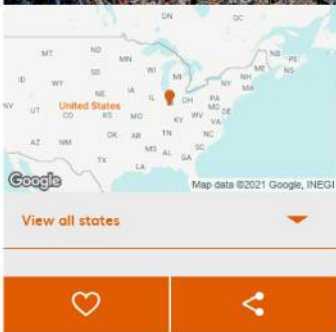 ON QC
MT ND MN NB PE
ID SD WI MI NH ME NS
WY NY MA
NE IA IL OH PA
NV UT United States MD DE
CO KS MO KY WV VA
OK AR TN NC
AZ NM MS AL SC
TX LA GA
Google Map data ©2021 Google, INEGI
View all states